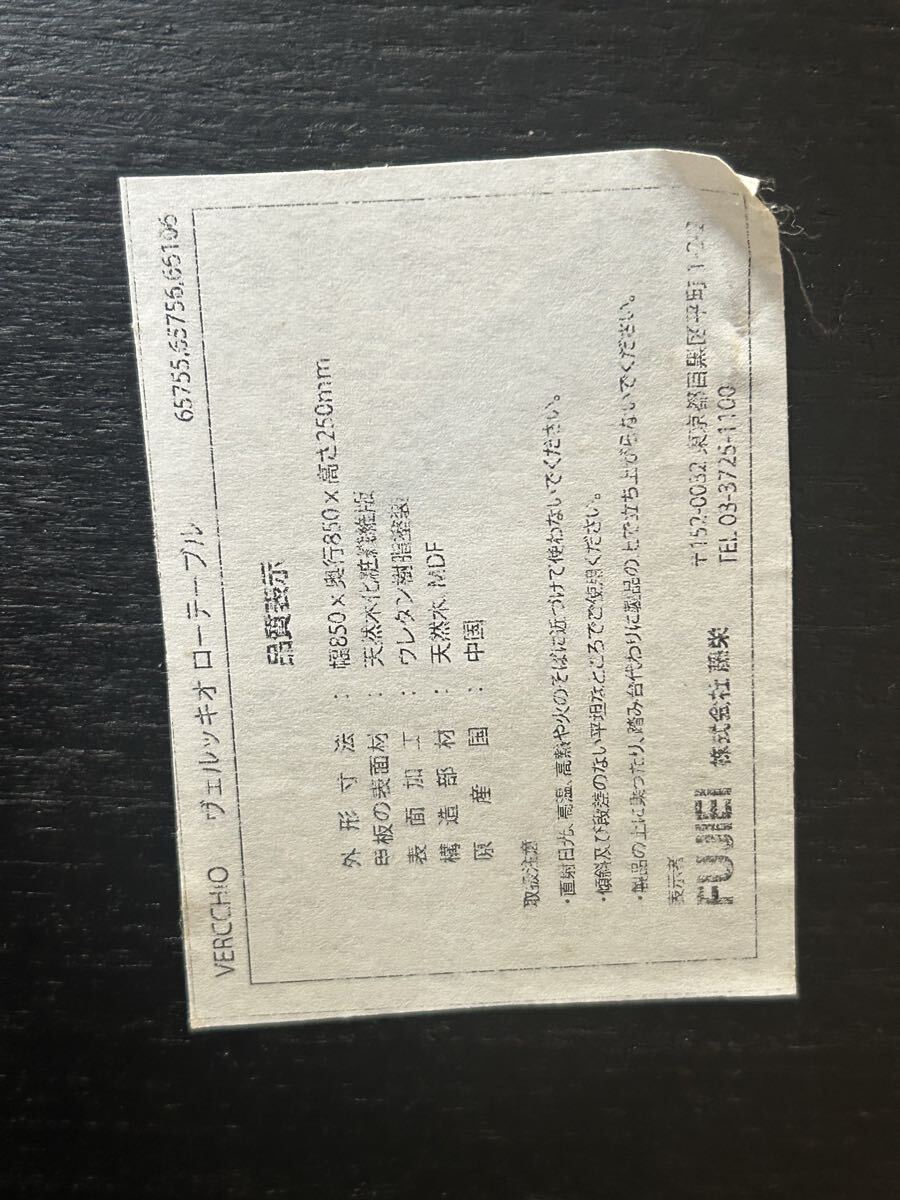 VERCCHIO ヴェルッキオ ローテーブル 65755,65756,65106
品質表示
外形寸法 : 幅850×奥行850×高さ250mm
甲板の表面材 : 天然木化粧繊維版
表面加工 : ウレタン樹脂塗装
構造部材 : 天然木、MDF
原産国 : 中国
取扱注意
・直射日光、高温、高熱や火のそばに近づけて使わないでください。
・傾斜及び段差のない平坦なところでご使用ください。
・製品の上に乗ったり、踏み台代わりに製品の上で立ち上がらないでください。
表示者
FUJIEI 株式会社 藤栄 〒152-0032 東京都目黒区平町 1-2-2
TEL 03-3725-1100